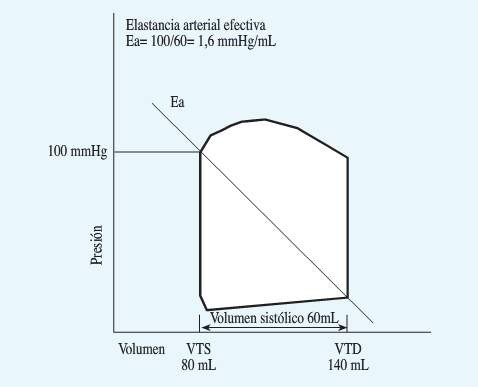 Elastancia arterial efectiva
Ea= 100/60= 1,6 mmHg/mL
Ea
100 mmHg
Presión
Volumen sistólico 60mL
Volumen VTS VTD
80 mL 140 mL